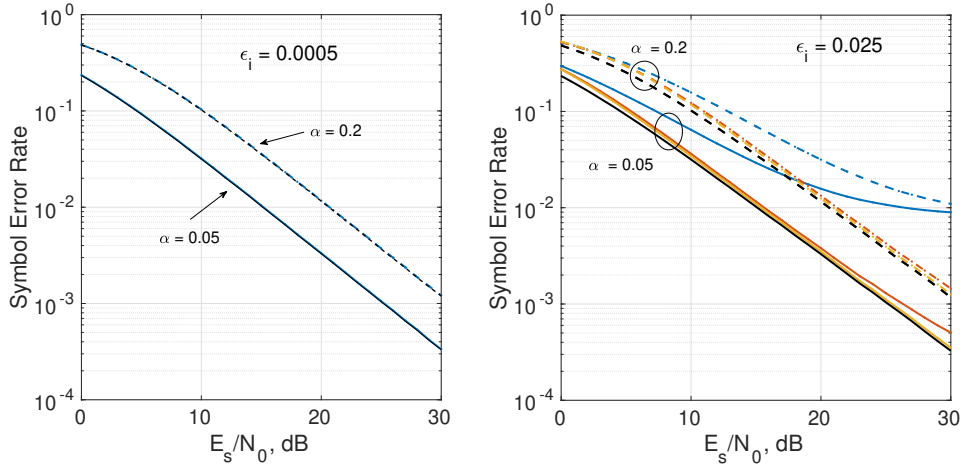 10^0
10^-1
10^-2
10^-3
10^-4
Symbol Error Rate
ϵ_i = 0.0005
α = 0.2
α = 0.05
0 10 20 30
E_s/N_0, dB
10^0
10^-1
10^-2
10^-3
10^-4
Symbol Error Rate
α = 0.2
ϵ_i = 0.025
α = 0.05
0 10 20 30
E_s/N_0, dB